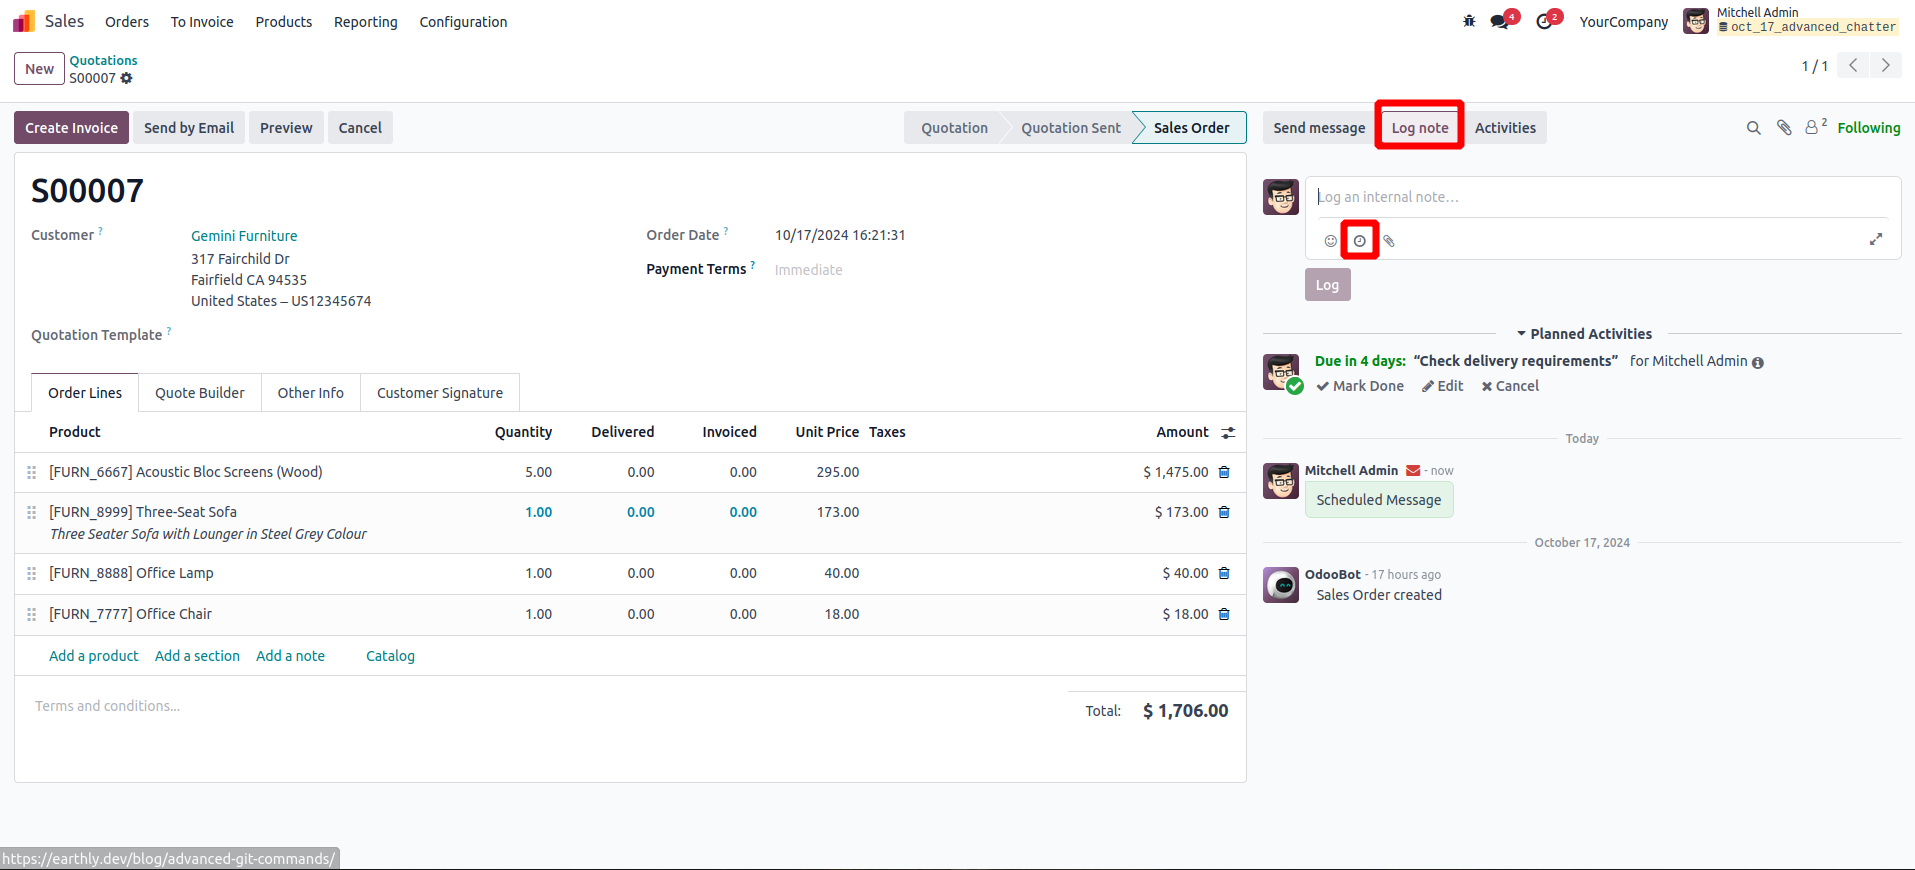 Sales Orders To Invoice Products Reporting Configuration 4 2 YourCompany Mitchell Admin
oct_17_advanced_chatter
New Quotations
S00007 1 / 1
Create Invoice Send by Email Preview Cancel Quotation Quotation Sent Sales Order Send message Log note Activities 2 Following
S00007
Log an internal note...
Customer ? Gemini Furniture Order Date ? 10/17/2024 16:21:31
317 Fairchild Dr Payment Terms ? Immediate
Fairfield CA 94535
United States – US12345674
Log
Quotation Template ?
Planned Activities
Due in 4 days: “Check delivery requirements” for Mitchell Admin
Mark Done Edit Cancel
Order Lines Quote Builder Other Info Customer Signature
Product Quantity Delivered Invoiced Unit Price Taxes Amount
Today
[FURN_6667] Acoustic Bloc Screens (Wood) 5.00 0.00 0.00 295.00 $ 1,475.00
Mitchell Admin - now
Scheduled Message
[FURN_8999] Three-Seat Sofa 1.00 0.00 0.00 173.00 $ 173.00
Three Seater Sofa with Lounger in Steel Grey Colour
October 17, 2024
[FURN_8888] Office Lamp 1.00 0.00 0.00 40.00 $ 40.00
OdooBot - 17 hours ago
Sales Order created
[FURN_7777] Office Chair 1.00 0.00 0.00 18.00 $ 18.00
Add a product Add a section Add a note Catalog
Terms and conditions...
Total: $ 1,706.00
https://earthly.dev/blog/advanced-git-commands/